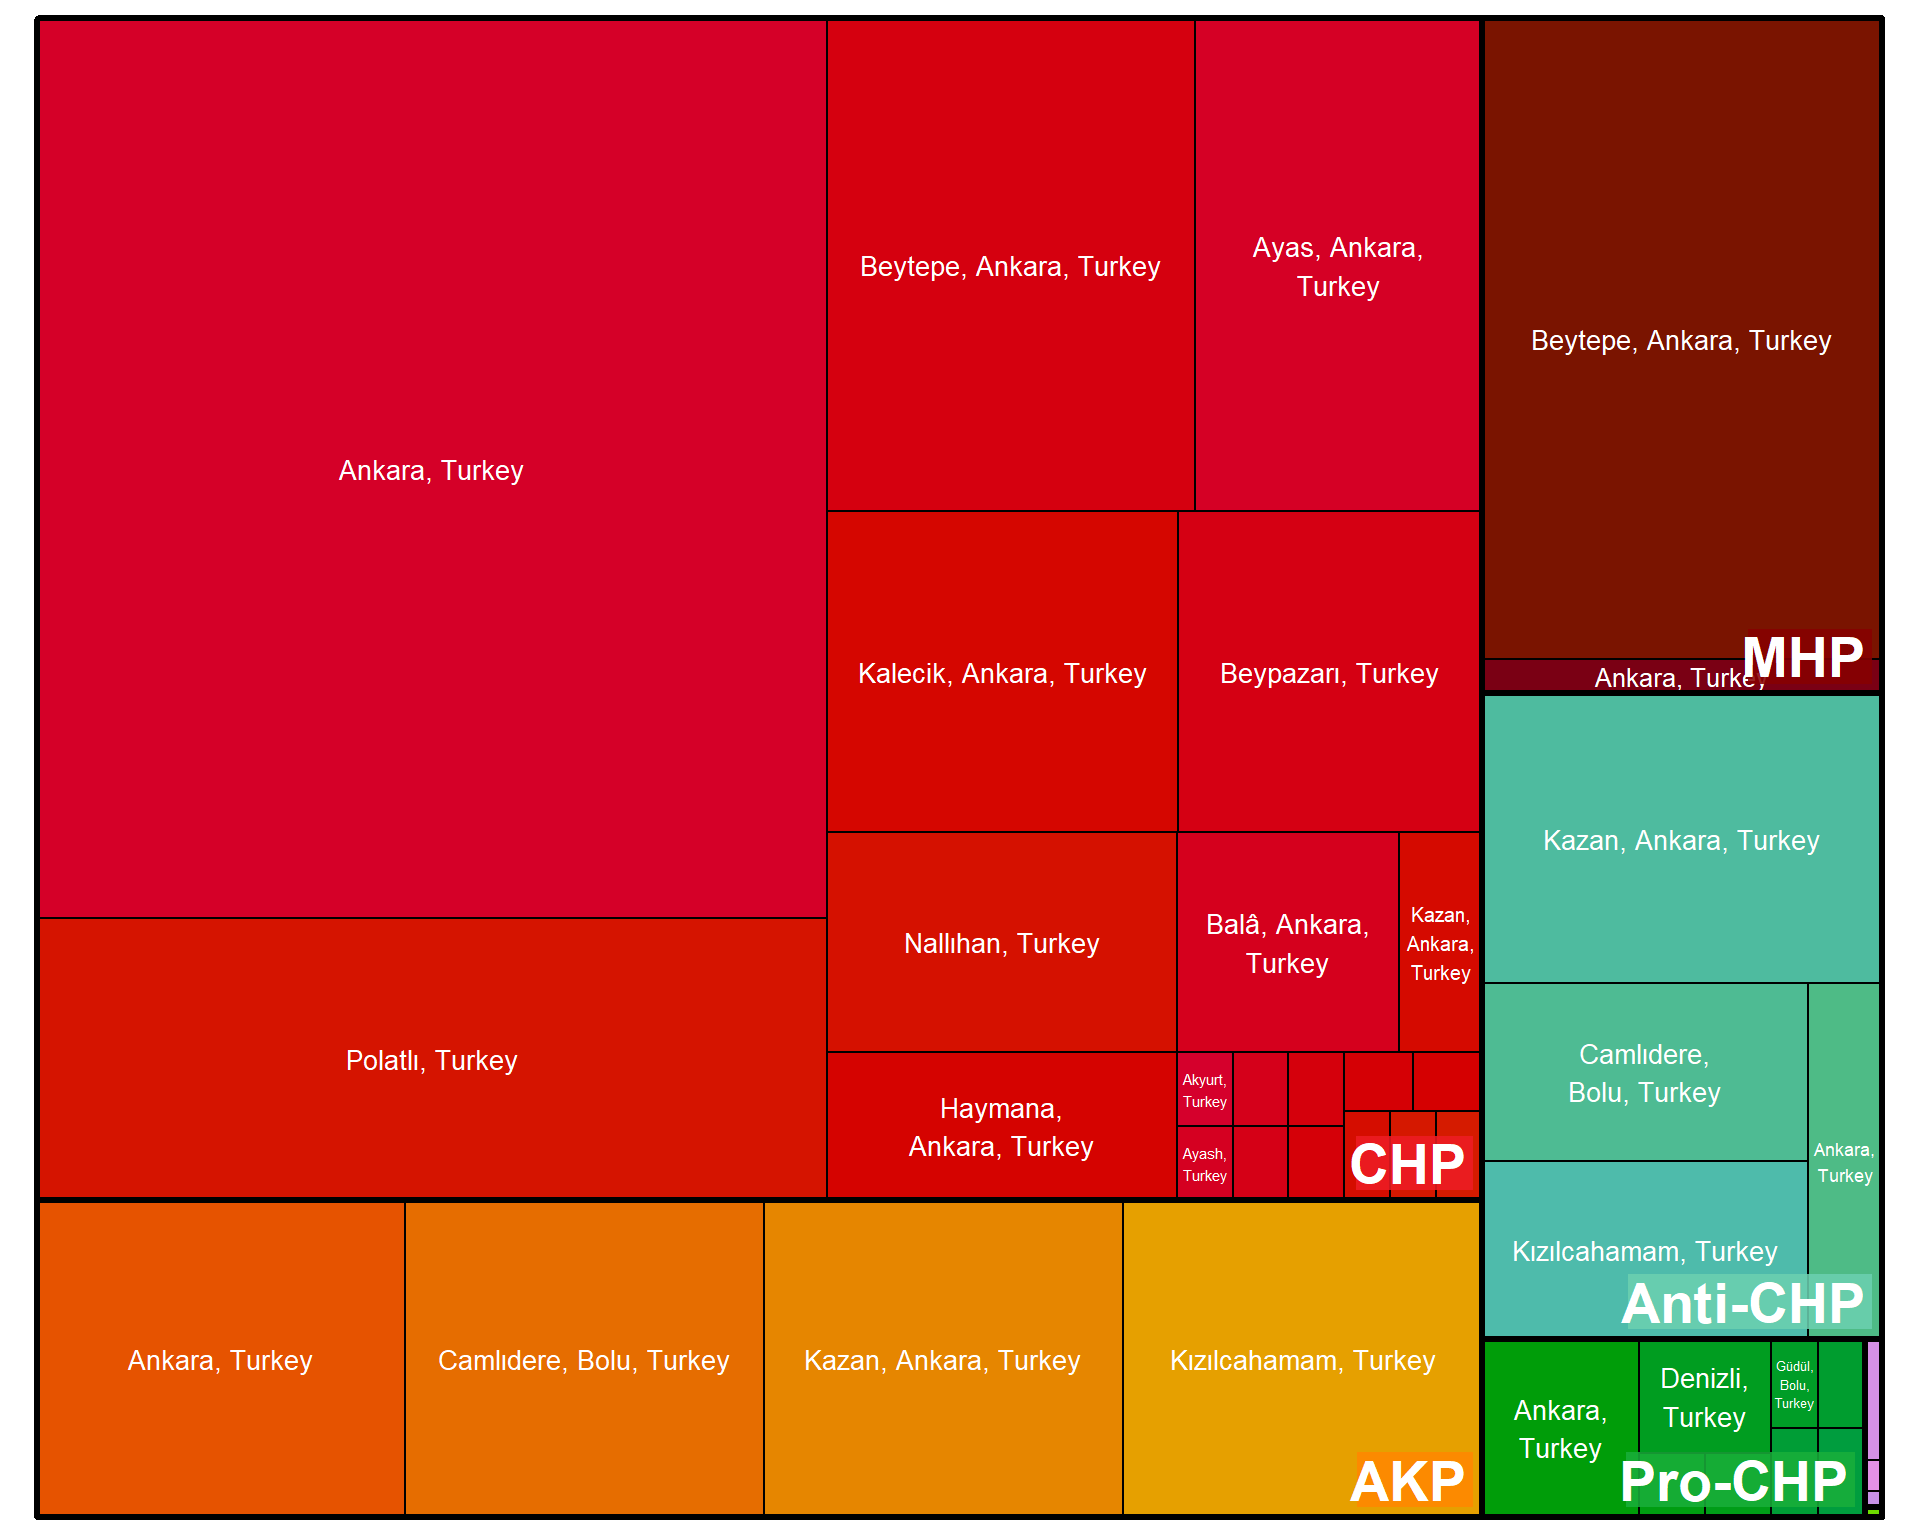 Ankara, Turkey
Polatlı, Turkey
Beytepe, Ankara, Turkey
Ayas, Ankara,
Turkey
Kalecik, Ankara, Turkey
Beypazarı, Turkey
Nallıhan, Turkey
Balâ, Ankara,
Turkey
Kazan,
Ankara,
Turkey
Haymana,
Ankara, Turkey
Akyurt,
Turkey
Ayash,
Turkey
CHP
Ankara, Turkey
Camlıdere, Bolu, Turkey
Kazan, Ankara, Turkey
Kızılcahamam, Turkey
AKP
Beytepe, Ankara, Turkey
Ankara, Turkey
MHP
Kazan, Ankara, Turkey
Camlıdere,
Bolu, Turkey
Ankara,
Turkey
Kızılcahamam, Turkey
Anti-CHP
Ankara,
Turkey
Denizli,
Turkey
Güdül,
Bolu,
Turkey
Pro-CHP